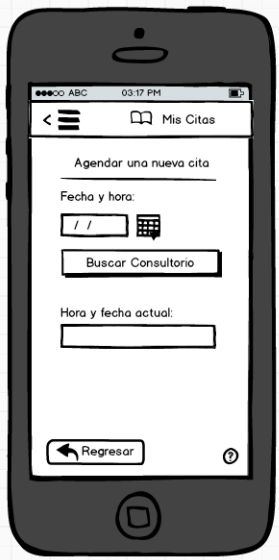 ABC 03:17 PM
Mis Citas
Agendar una nueva cita
Fecha y hora:
/ /
Buscar Consultorio
Hora y fecha actual:
Regresar
?